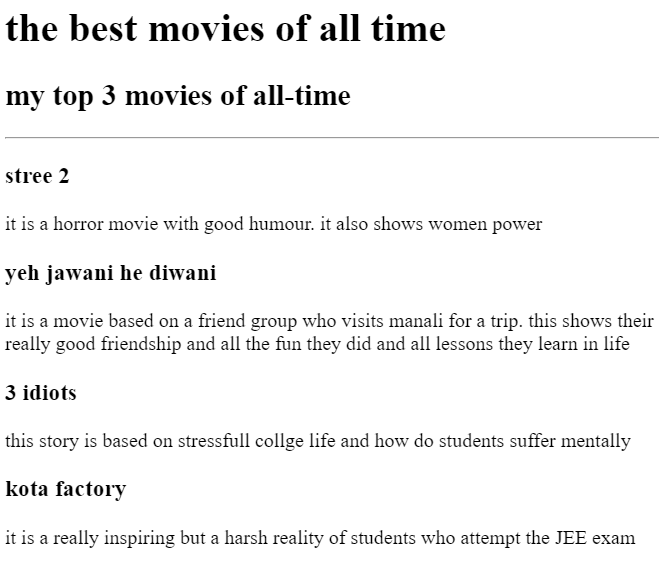 the best movies of all time
my top 3 movies of all-time
stree 2
it is a horror movie with good humour. it also shows women power
yeh jawani he diwani
it is a movie based on a friend group who visits manali for a trip. this shows their
really good friendship and all the fun they did and all lessons they learn in life
3 idiots
this story is based on stressfull collge life and how do students suffer mentally
kota factory
it is a really inspiring but a harsh reality of students who attempt the JEE exam